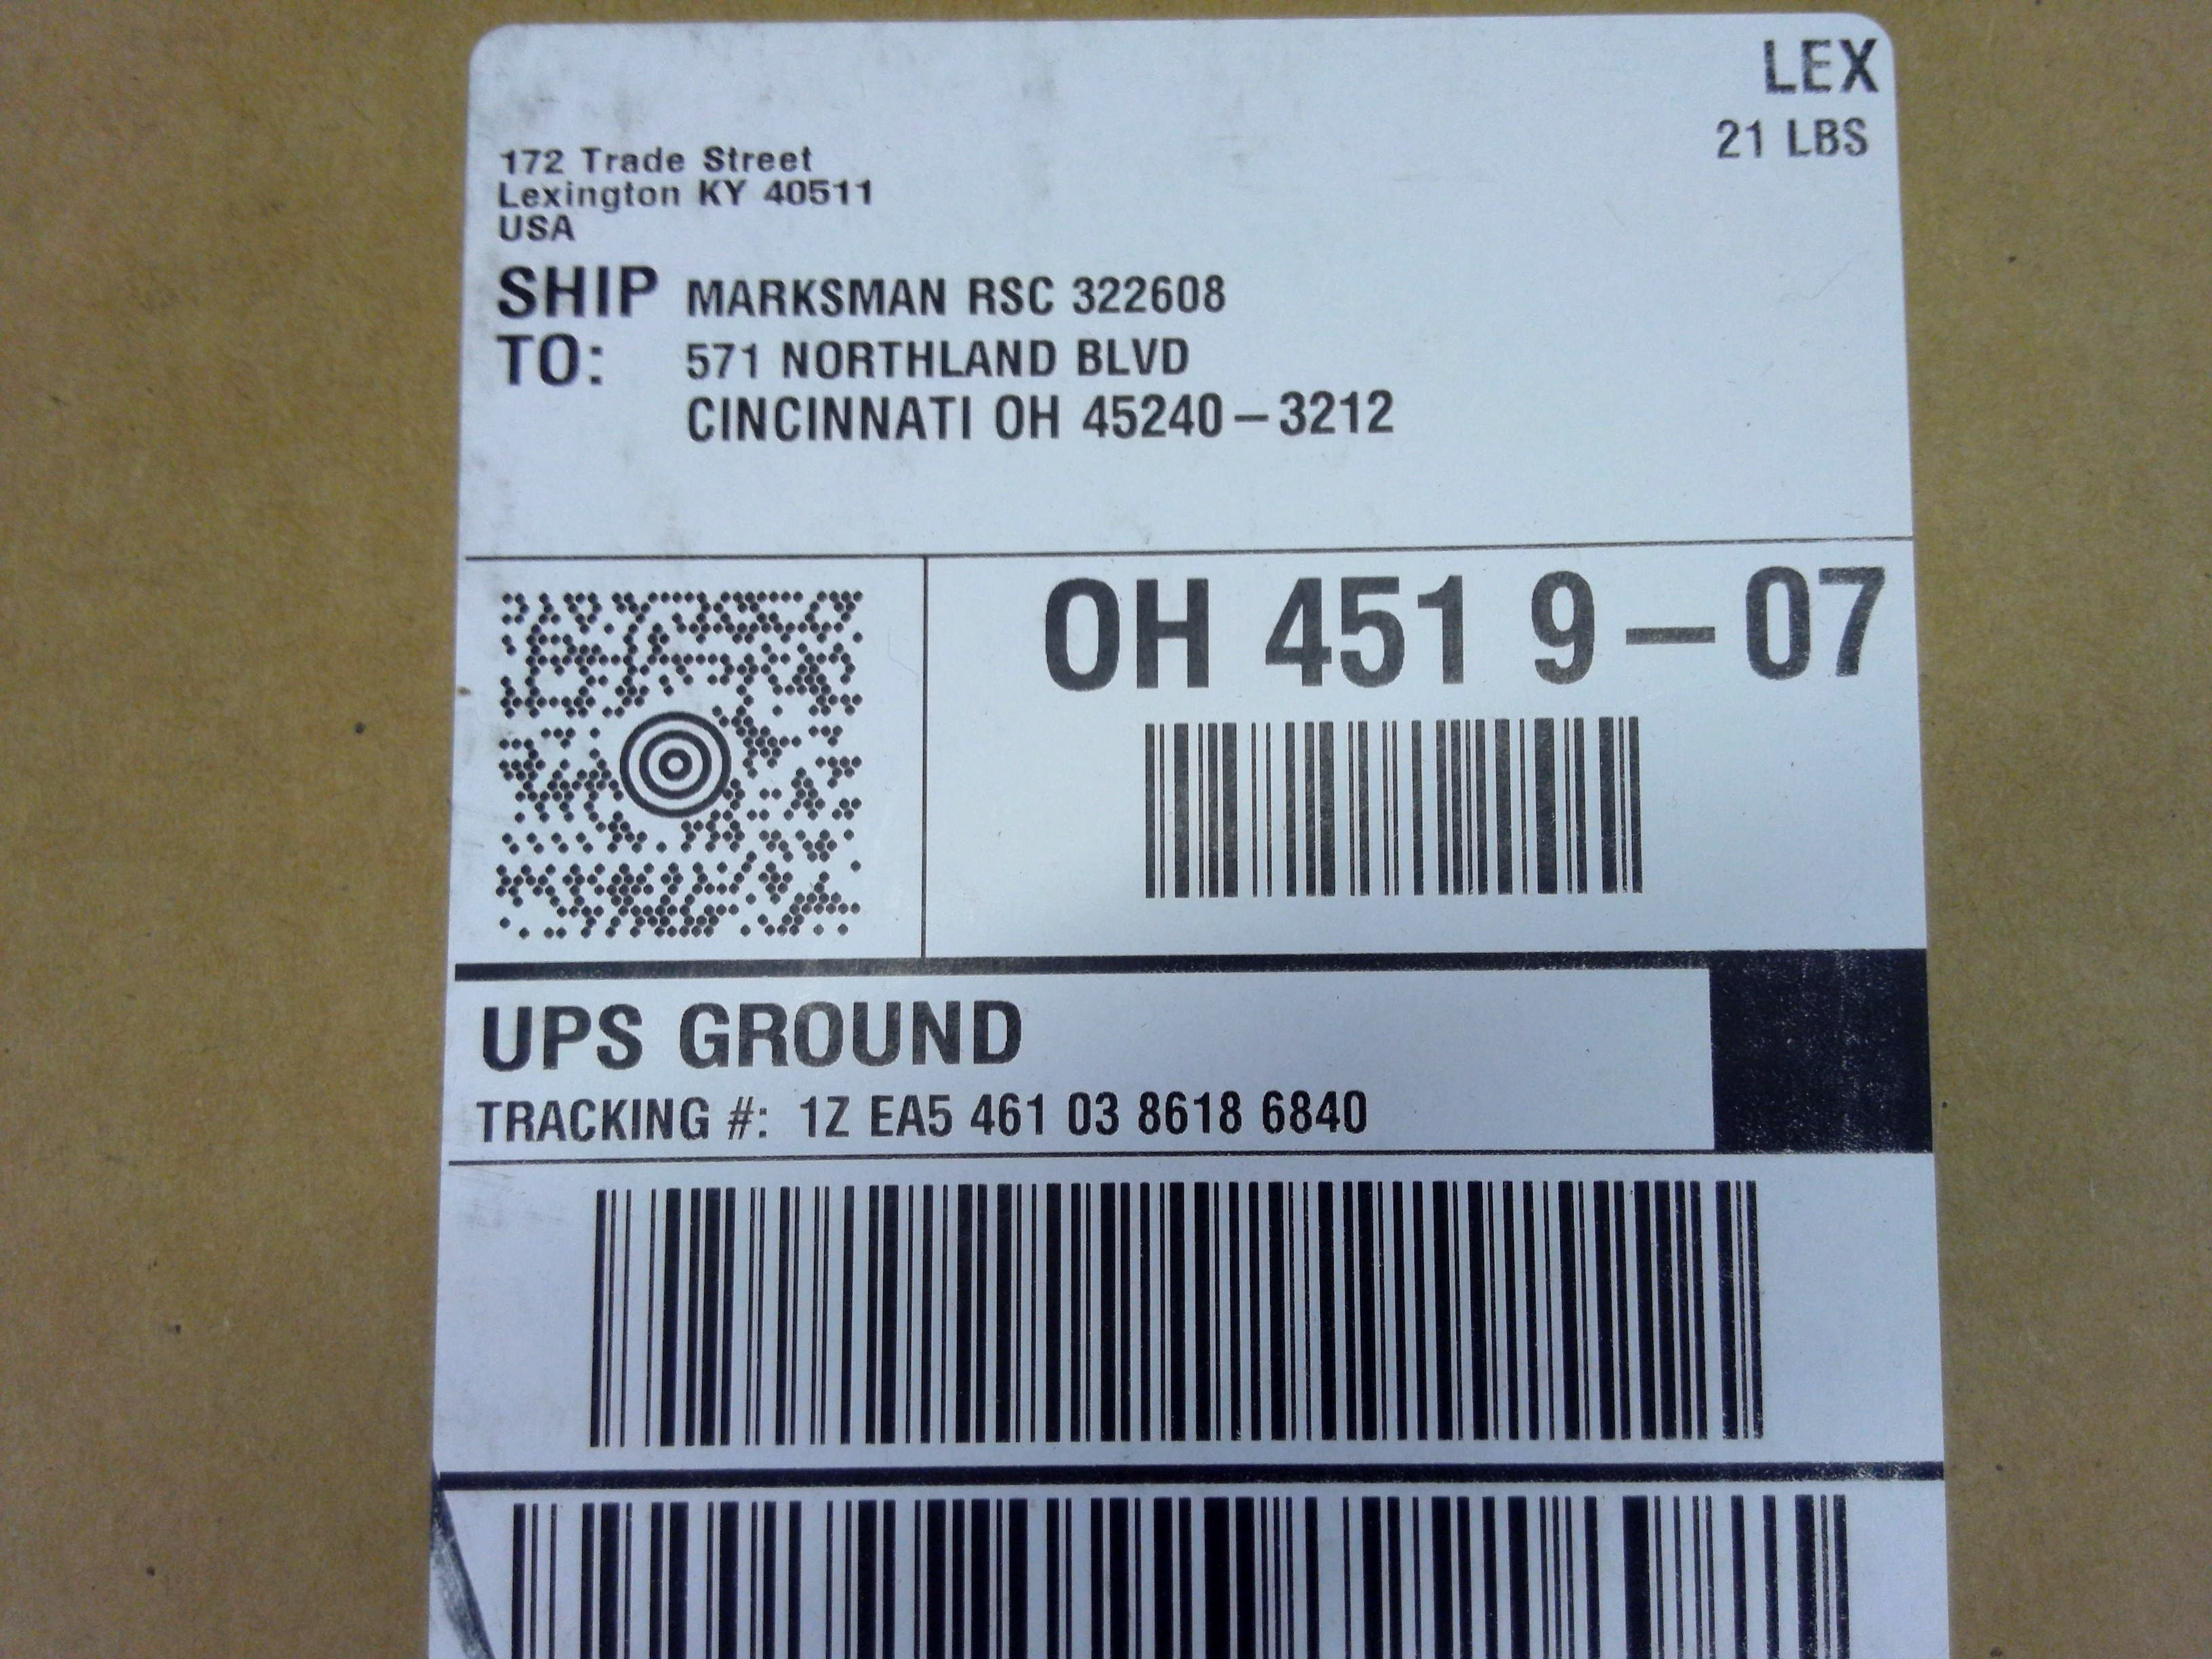 LEX
21 LBS
172 Trade Street
Lexington KY 40511
USA
SHIP TO:
MARKSMAN RSC 322608
571 NORTHLAND BLVD
CINCINNATI OH 45240-3212
OH 451 9-07
UPS GROUND
TRACKING #: 1Z EA5 461 03 8618 6840